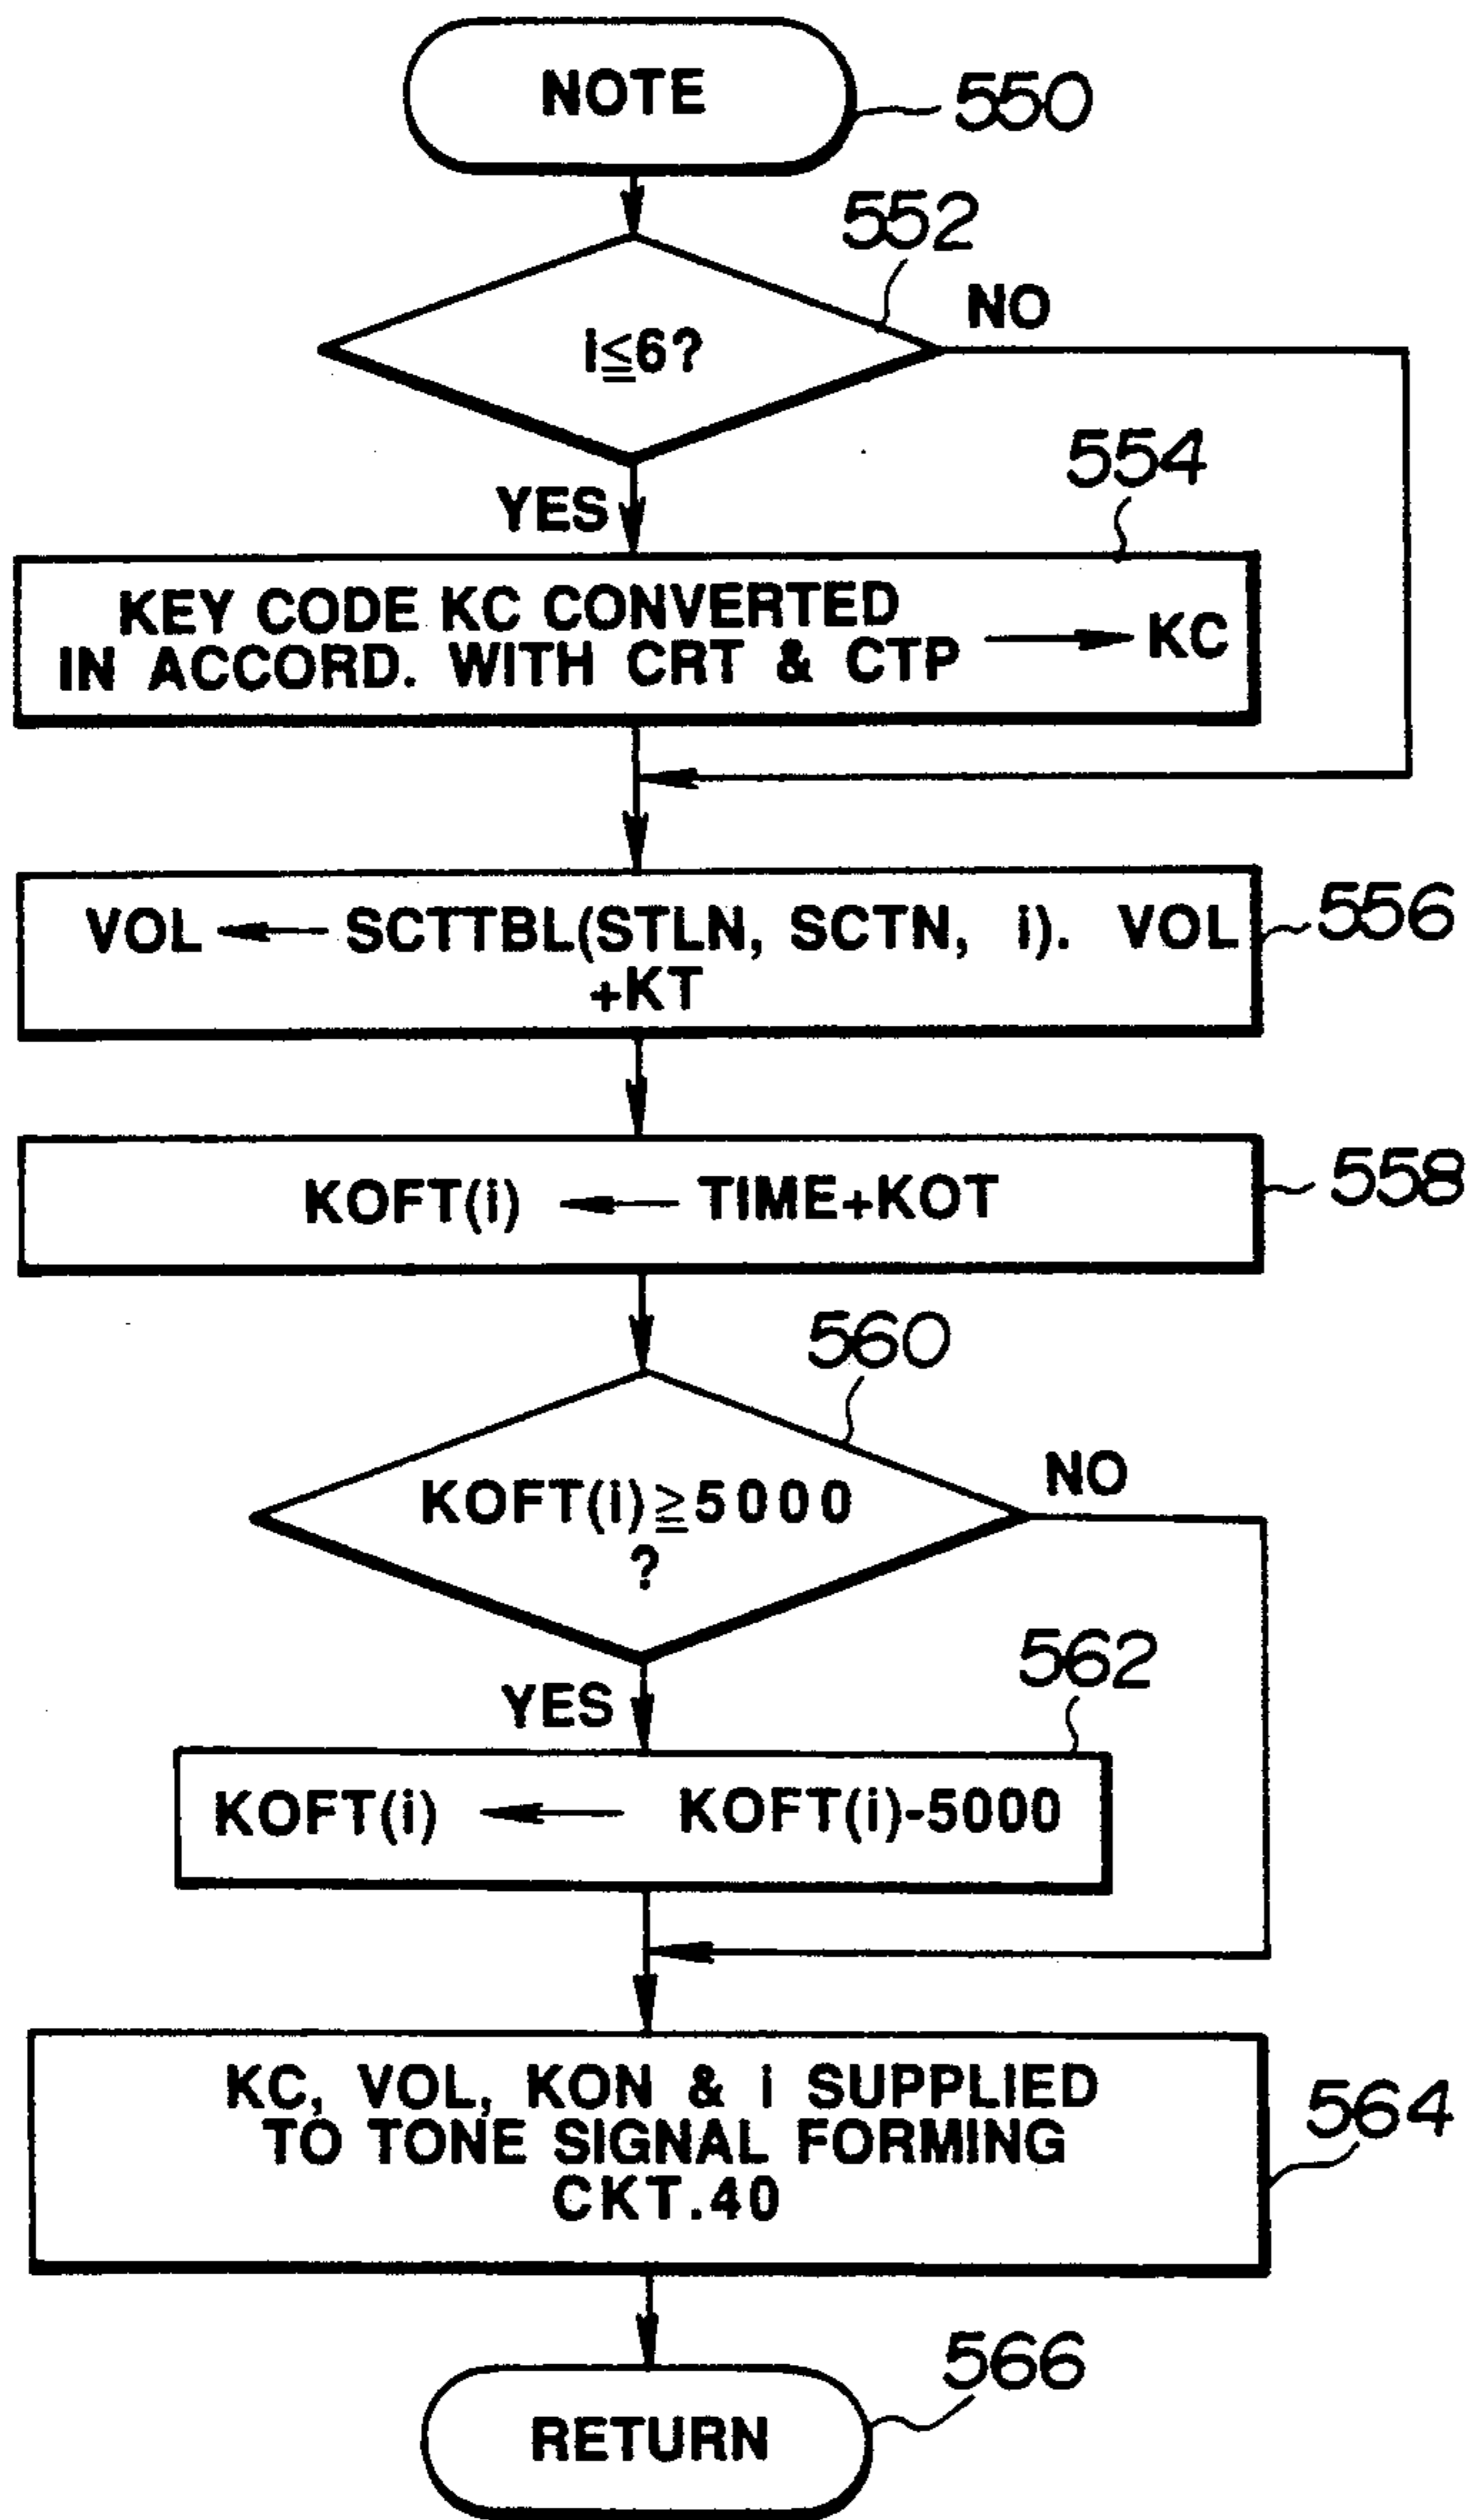 NOTE
550
552
i≦6?
NO
YES
554
KEY CODE KC CONVERTED
IN ACCORD. WITH CRT & CTP → KC
VOL ← SCTTBL(STLN, SCTN, i). VOL
+KT
556
KOFT(i) ← TIME+KOT
558
560
KOFT(i)≧5000
?
NO
YES
562
KOFT(i) ← KOFT(i)-5000
KC, VOL, KON & i SUPPLIED
TO TONE SIGNAL FORMING
CKT.40
564
566
RETURN